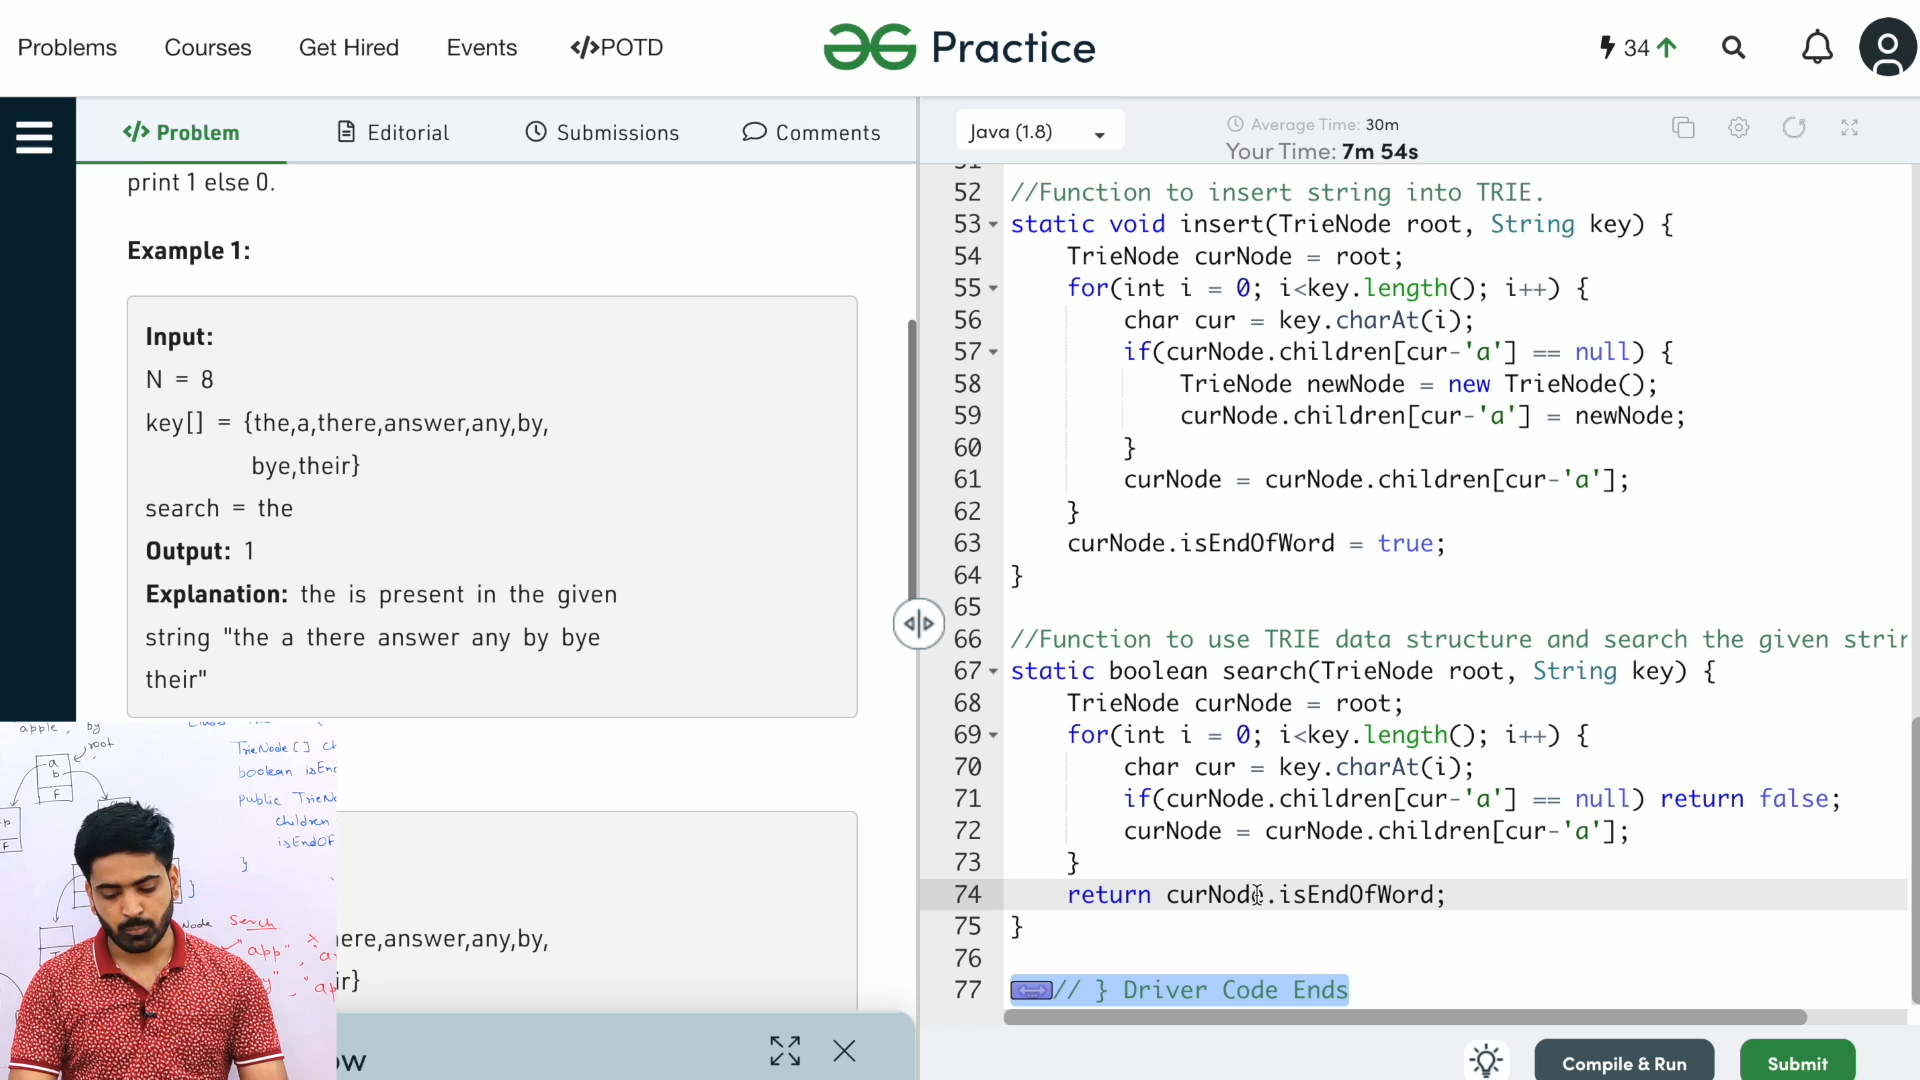 Problems Courses Get Hired Events </>POTD Practice 34
Problem Editorial Submissions Comments
print 1 else 0.
Example 1:
Input:
N = 8
key[] = {the,a,there,answer,any,by,
bye,their}
search = the
Output: 1
Explanation: the is present in the given
string "the a there answer any by bye
their"
ere,answer,any,by,
ir}
ow
apple, by
root
a
b
F
TrieNode[] ch
boolean isEnd
public TrieNo
children
isEndOf
}
Serch
"app" x
Java (1.8)
Average Time: 30m
Your Time: 7m 54s
52 //Function to insert string into TRIE.
53 static void insert(TrieNode root, String key) {
54 TrieNode curNode = root;
55 for(int i = 0; i<key.length(); i++) {
56 char cur = key.charAt(i);
57 if(curNode.children[cur-'a'] == null) {
58 TrieNode newNode = new TrieNode();
59 curNode.children[cur-'a'] = newNode;
60 }
61 curNode = curNode.children[cur-'a'];
62 }
63 curNode.isEndOfWord = true;
64 }
65
66 //Function to use TRIE data structure and search the given strin
67 static boolean search(TrieNode root, String key) {
68 TrieNode curNode = root;
69 for(int i = 0; i<key.length(); i++) {
70 char cur = key.charAt(i);
71 if(curNode.children[cur-'a'] == null) return false;
72 curNode = curNode.children[cur-'a'];
73 }
74 return curNode.isEndOfWord;
75 }
76
77 // } Driver Code Ends
Compile & Run Submit